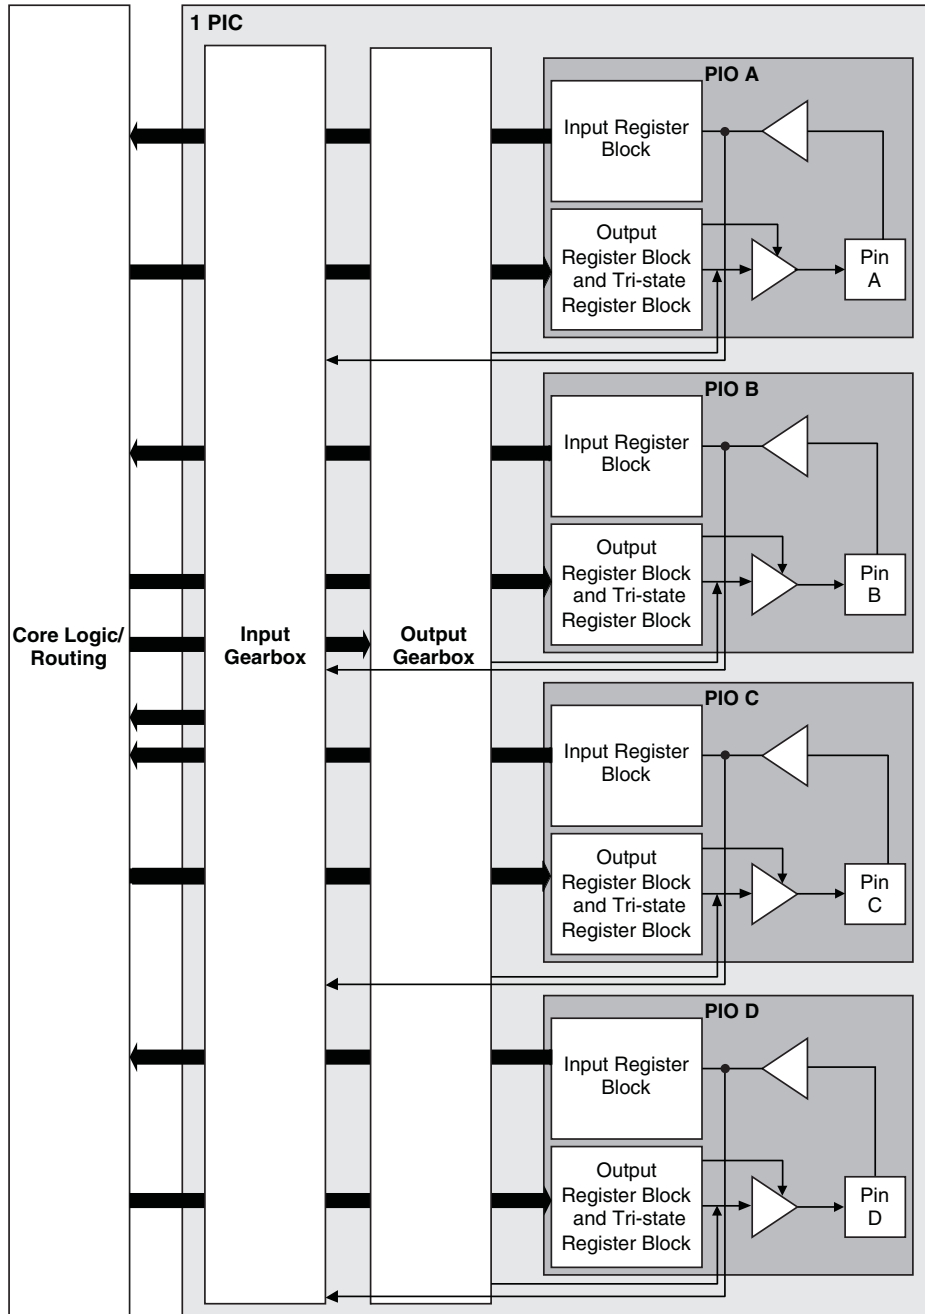 1 PIC
PIO A
Input Register
Block
Output
Register Block
and Tri-state
Register Block
Pin
A
PIO B
Input Register
Block
Output
Register Block
and Tri-state
Register Block
Pin
B
Core Logic/
Routing
Input
Gearbox
Output
Gearbox
PIO C
Input Register
Block
Output
Register Block
and Tri-state
Register Block
Pin
C
PIO D
Input Register
Block
Output
Register Block
and Tri-state
Register Block
Pin
D